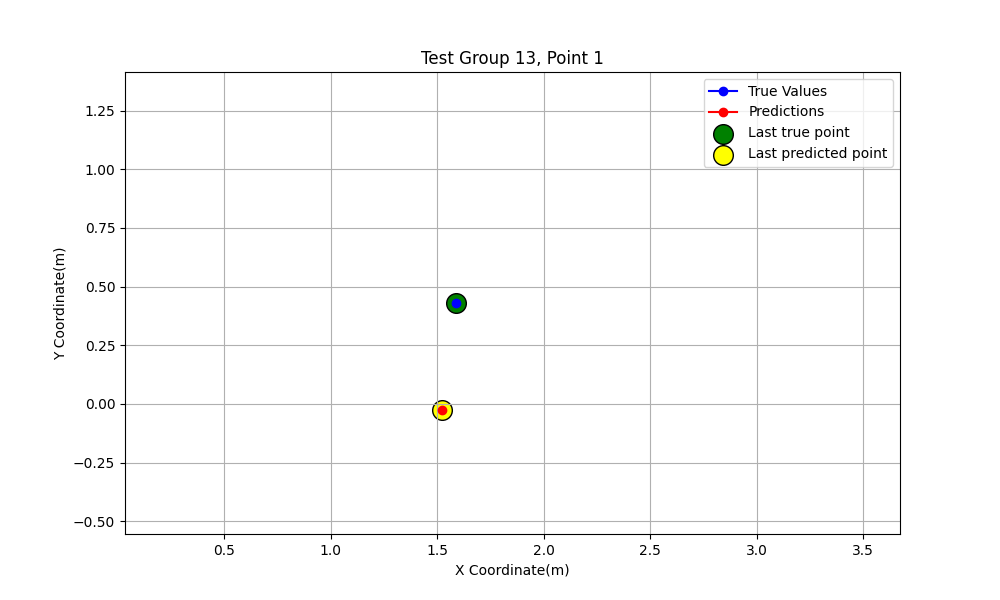 Test Group 13, Point 1
True Values
Predictions
Last true point
Last predicted point
Y Coordinate(m)
1.25
1.00
0.75
0.50
0.25
0.00
−0.25
−0.50
0.5 1.0 1.5 2.0 2.5 3.0 3.5
X Coordinate(m)